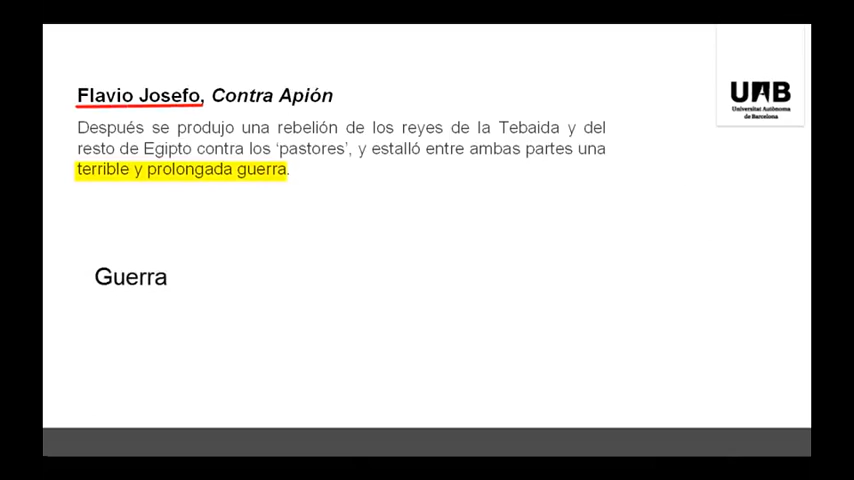 Flavio Josefo, Contra Apión
Después se produjo una rebelión de los reyes de la Tebaida y del
resto de Egipto contra los ‘pastores’, y estalló entre ambas partes una
terrible y prolongada guerra.
Guerra
UAB
Universitat Autònoma
de Barcelona